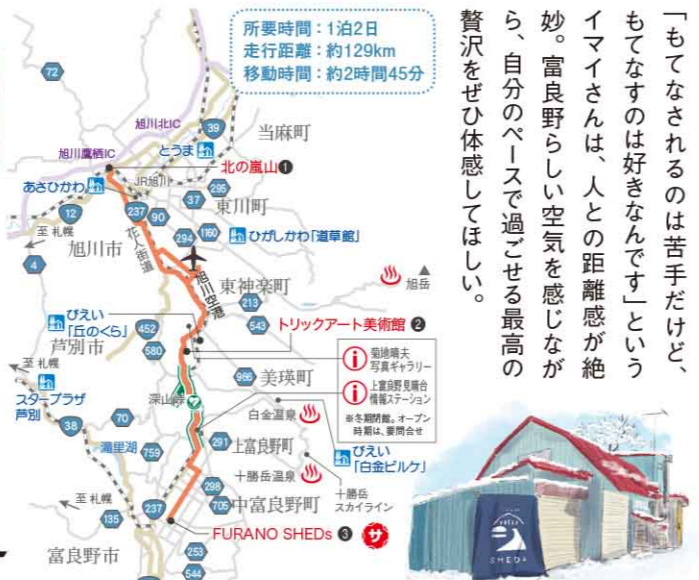 「もてなされるのは苦手だけど、
もてなすのは好きなんです」という
イマイさんは、人との距離感が絶
妙。富良野らしい空気を感じなが
ら、自分のペースで過ごせる最高の
贅沢をぜひ体感してほしい。
所要時間：1泊2日
走行距離：約129km
移動時間：約2時間45分
72
旭川北IC
39
当麻町
旭川鷹栖IC
とうま
北の嵐山 ❶
あさひかわ
JR旭川
295
37
東川町
12
237
90
至 札幌
旭川市
花人街道
294
1160
ひがしかわ「道草館」
4
旭川空港
東神楽町
旭岳
213
びえい
「丘のくら」
452
543
トリックアート美術館 ❷
芦別市
580
菊地晴夫
写真ギャラリー
至 札幌
966
美瑛町
上富良野見晴台
情報ステーション
スタープラザ
芦別
深山峠
※冬期閉館。オープン
時期は、要問合せ
白金温泉
38
70
291
上富良野町
びえい
「白金ビルケ」
滝里湖
759
十勝岳温泉
298
十勝岳
スカイライン
至 札幌
237
705
中富良野町
135
FURANO SHEDs ❸ サ
富良野市
253
544
SHEDs